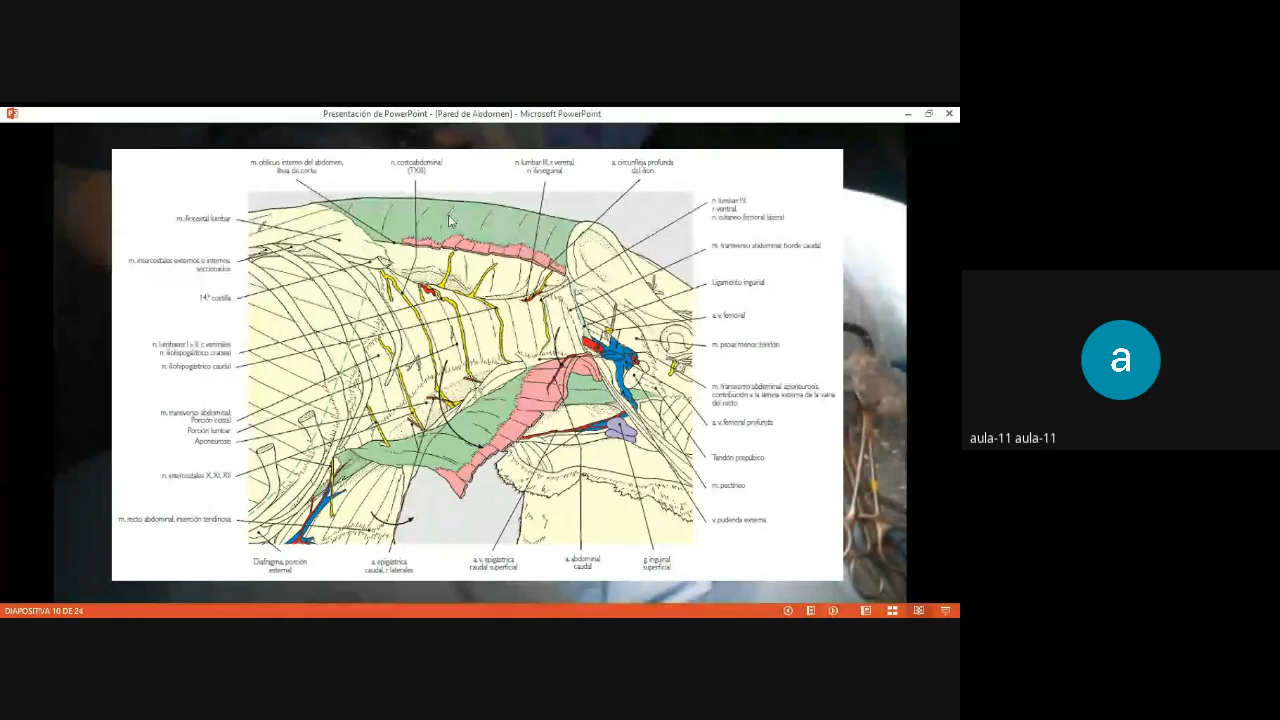 Presentación de PowerPoint - [Pared de Abdomen] - Microsoft PowerPoint
m. oblicuo interno del abdomen,
línea de corte
n. costoabdominal
(TXIII)
n. lumbar III, r. ventral
n. ilioinguinal
a. circunfleja profunda
del ilion
m. iliocostal lumbar
m. intercostales externos e internos,
seccionados
14.ª costilla
n. lumbares I y II, r. ventrales
n. iliohipogástrico craneal
n. iliohipogástrico caudal
m. transverso abdominal:
Porción costal
Porción lumbar
Aponeurosis
n. intercostales X, XI, XII
m. recto abdominal, inserción tendinosa
n. lumbar IV,
r. ventral,
n. cutáneo femoral lateral
m. transverso abdominal, borde caudal
Ligamento inguinal
a. v. femoral
m. psoas menor, tendón
m. transverso abdominal, aponeurosis,
contribución a la lámina externa de la vaina
del recto
a. v. femoral profunda
Tendón prepúbico
m. pectíneo
v. pudenda externa
Diafragma, porción
esternal
a. epigástrica
caudal, r. laterales
a. v. epigástrica
caudal superficial
a. abdominal
caudal
g. inguinal
superficial
DIAPOSITIVA 10 DE 24
a
aula-11 aula-11